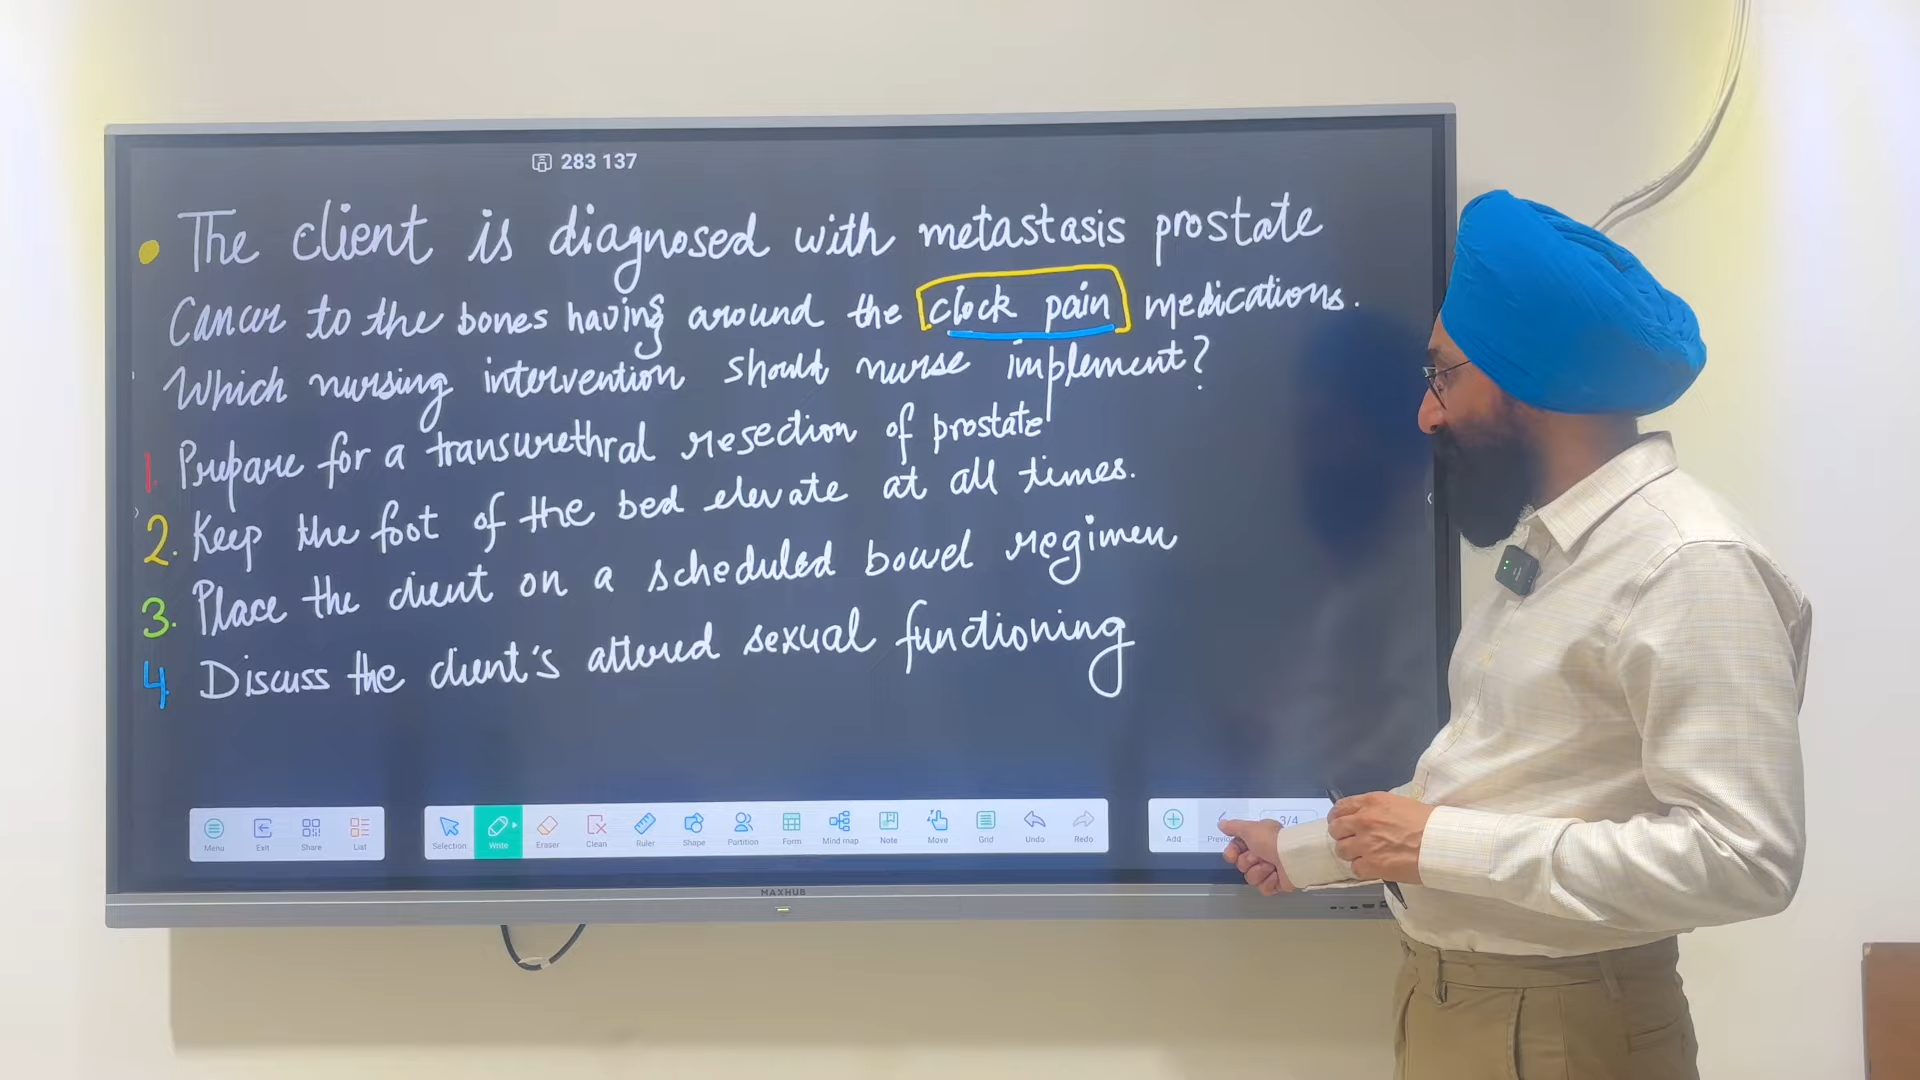 283 137
The client is diagnosed with metastasis prostate
Cancer to the bones having around the clock pain medications.
Which nursing intervention should nurse implement?
1. Prepare for a transurethral resection of prostate
2. Keep the foot of the bed elevate at all times.
3. Place the client on a scheduled bowel regimen
4. Discuss the client's altered sexual functioning
Menu Exit Share List Selection Write Eraser Clean Ruler Shape Partition Form Mind map Note Move Grid Undo Redo Add 3/4
MAXHUB